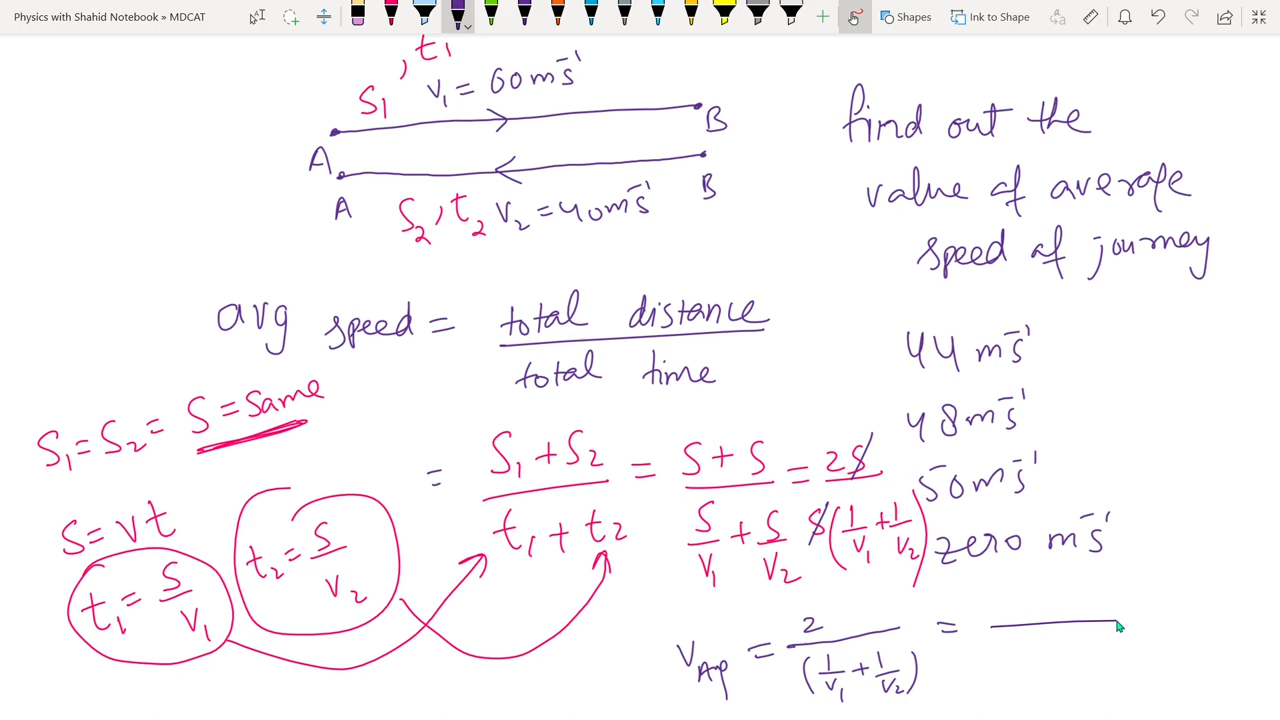 Physics with Shahid Notebook » MDCAT
Shapes
Ink to Shape
S₁, t₁
V₁ = 60ms⁻¹
A B
A B
S₂, t₂ V₂ = 40ms⁻¹
find out the
value of average
speed of journey
avg speed = total distance / total time
44 ms⁻¹
48 ms⁻¹
50 ms⁻¹
zero ms⁻¹
S₁ = S₂ = S = Same
= (S₁ + S₂)/(t₁ + t₂) = (S + S)/(S/V₁ + S/V₂) = 2S/S(1/V₁ + 1/V₂)
S = vt
t₁ = S/V₁
t₂ = S/V₂
= 2/(1/V₁ + 1/V₂) =